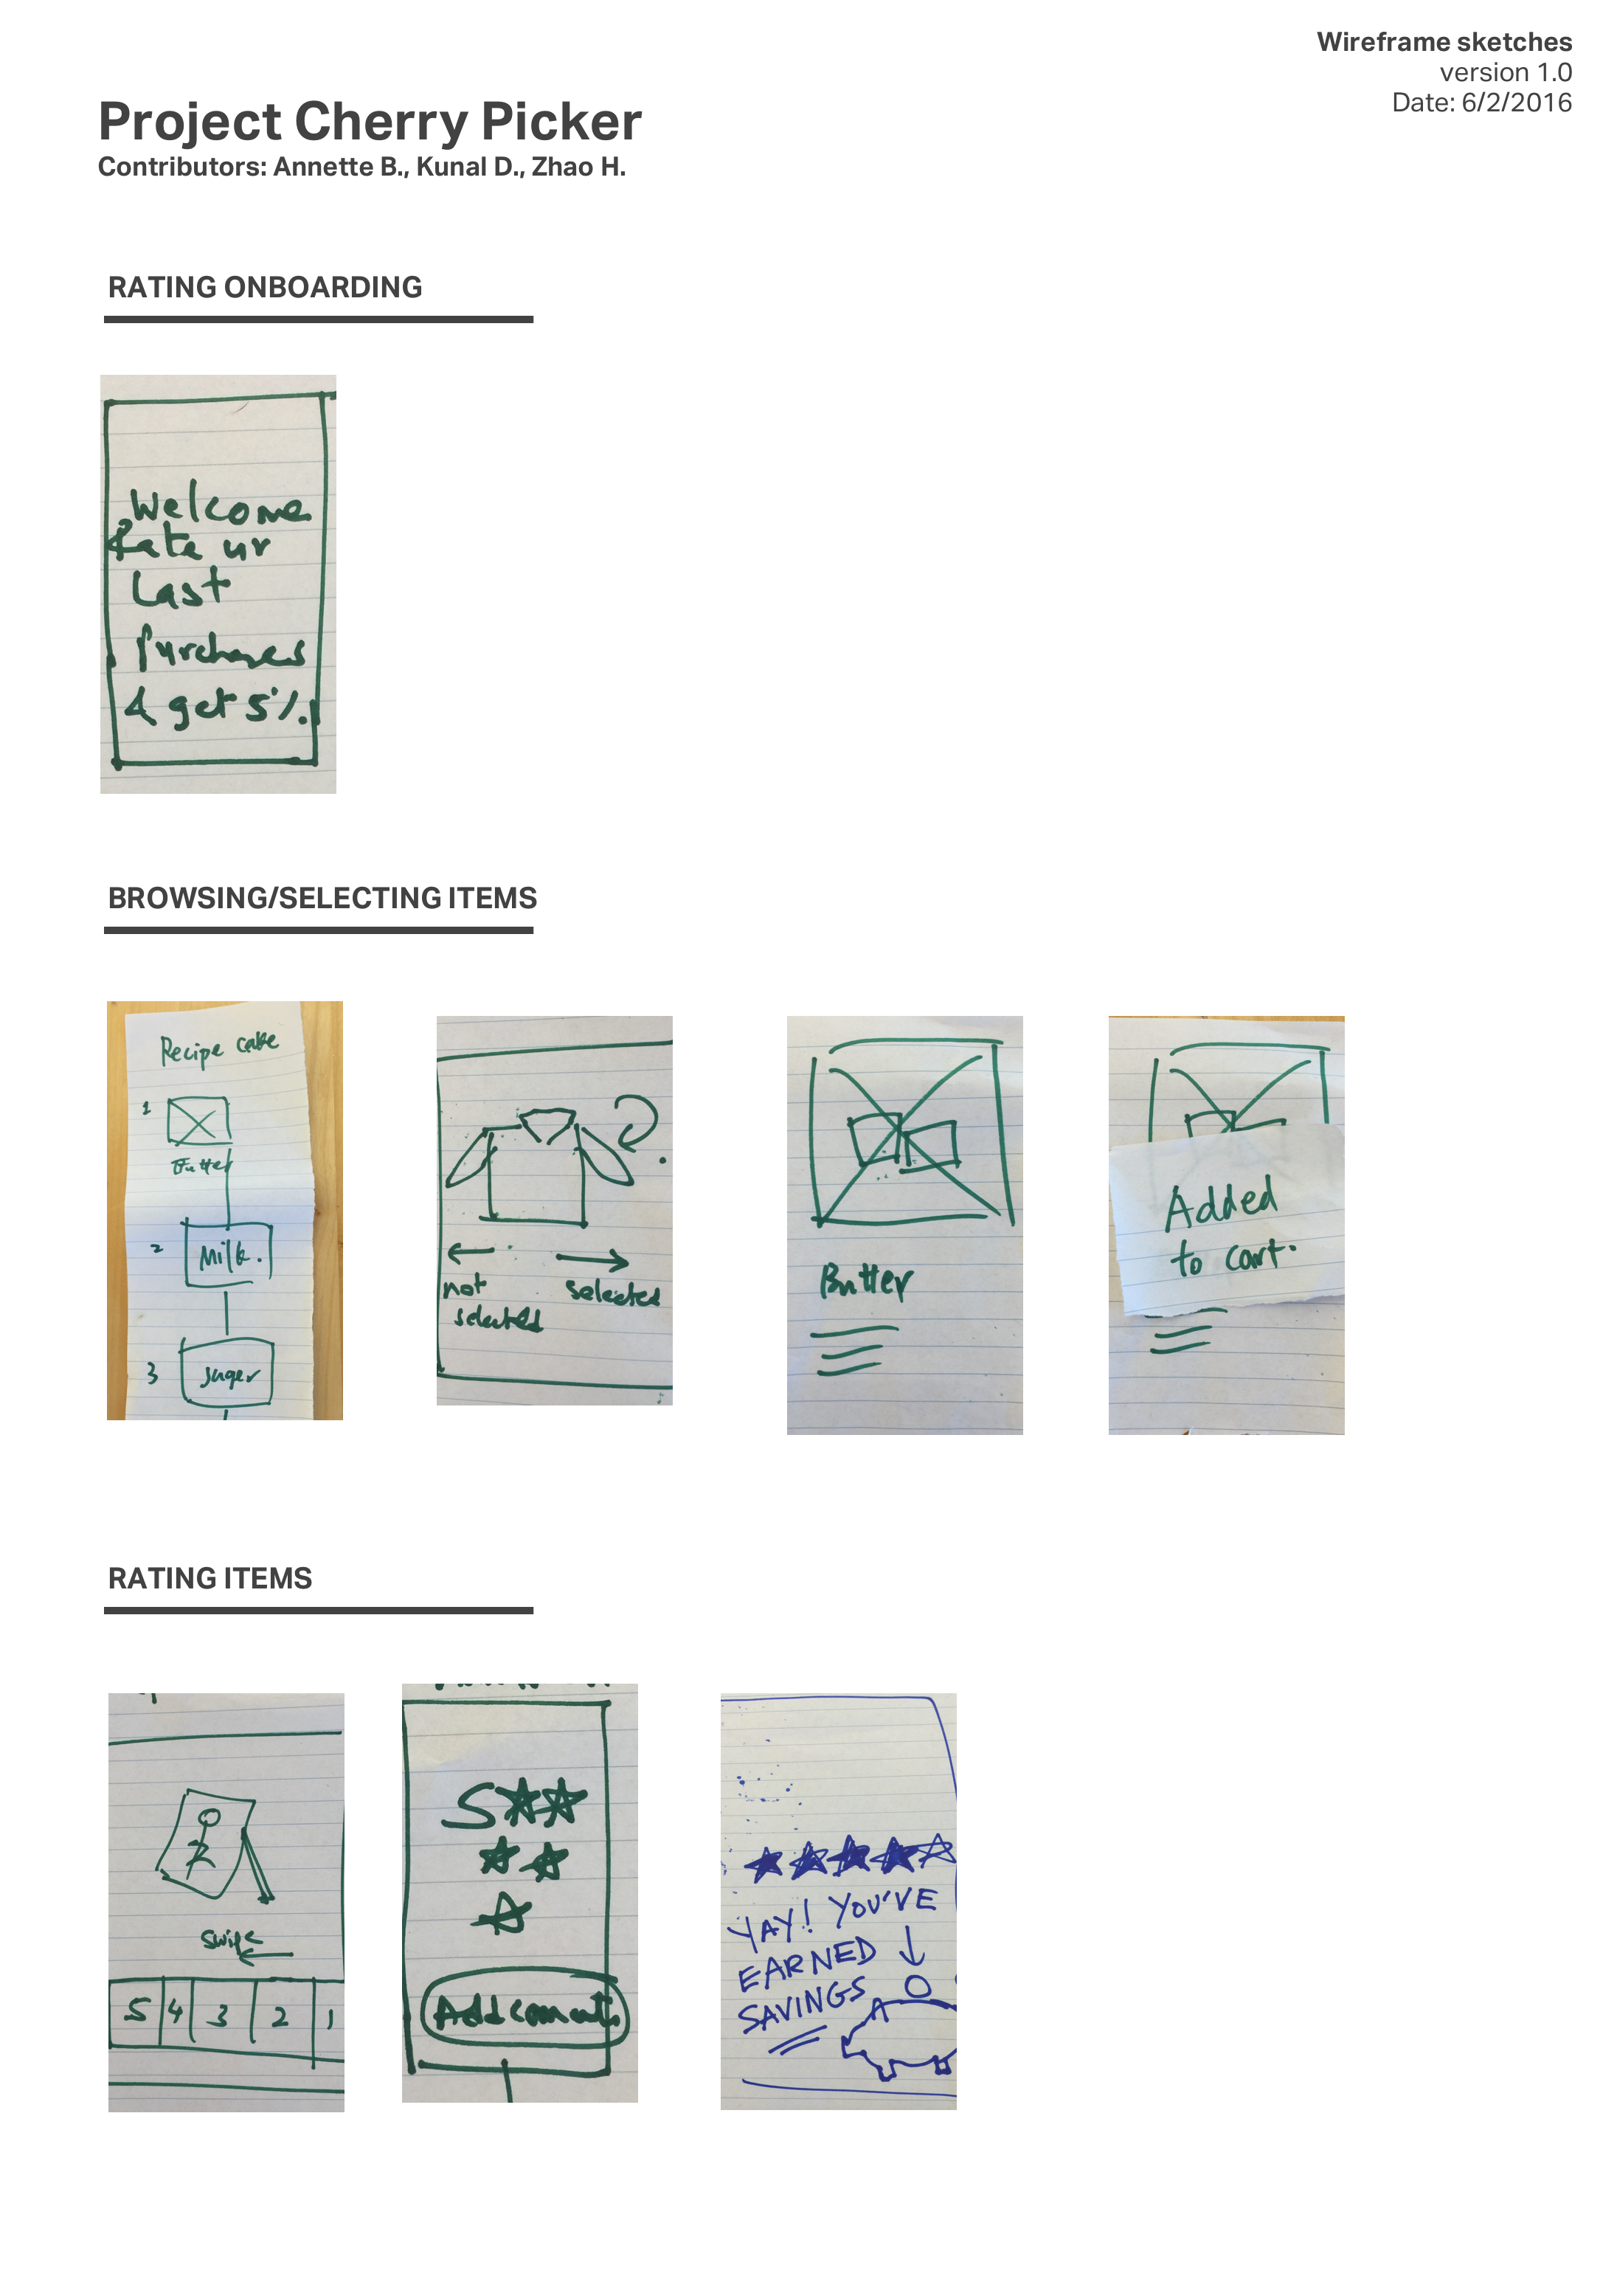 Wireframe sketches
version 1.0
Date: 6/2/2016
Project Cherry Picker
Contributors: Annette B., Kunal D., Zhao H.
RATING ONBOARDING
Welcome
Rate ur
Last
Purchases
& get 5%.
BROWSING/SELECTING ITEMS
Recipe cake
1
Butter
2
Milk.
3
suger
not
selected
selected
Butter
Added
to cart.
RATING ITEMS
swipe
5 4 3 2 1
5
Add coment
YAY! YOU'VE
EARNED
SAVINGS